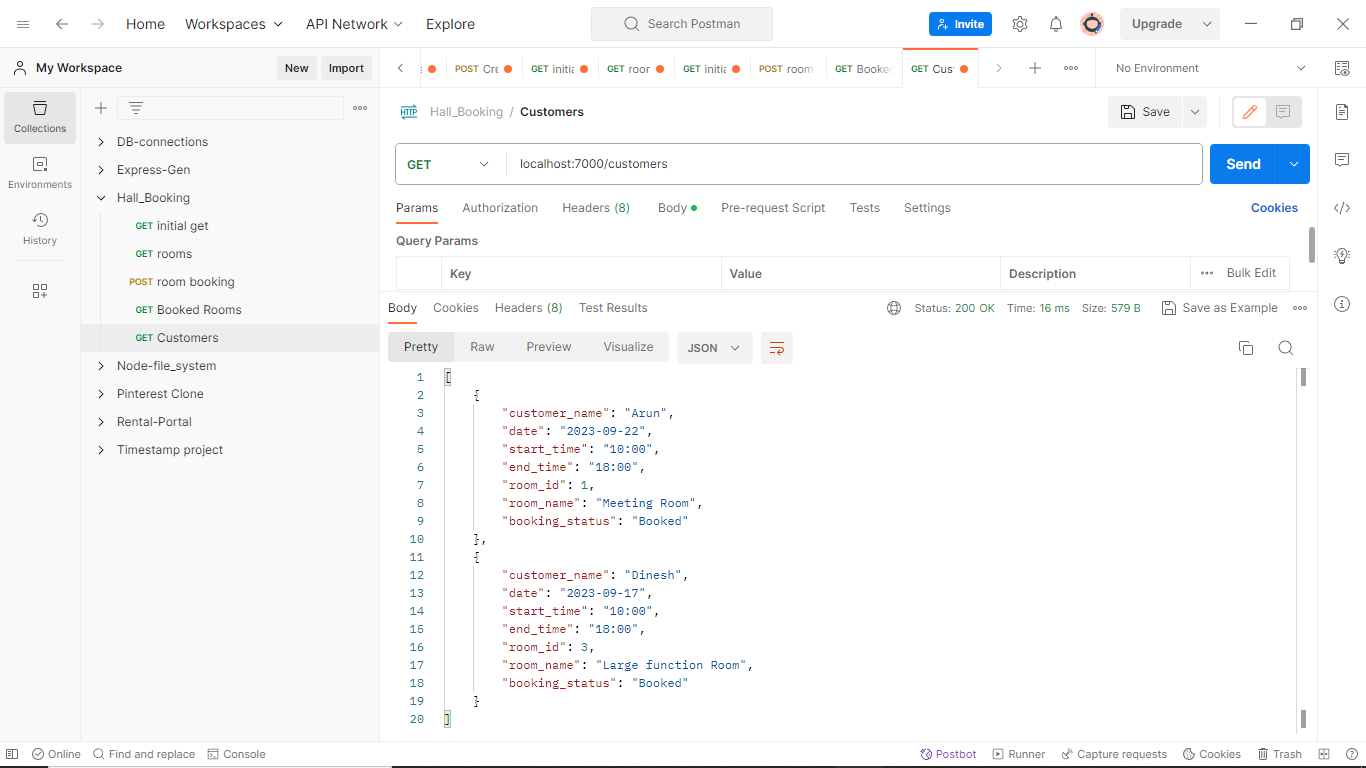 Home Workspaces API Network Explore Search Postman Invite Upgrade
My Workspace New Import
POST Cre GET initia GET roor GET initia POST room GET Booke GET Cus No Environment
Collections
Environments
History
DB-connections
Express-Gen
Hall_Booking
GET initial get
GET rooms
POST room booking
GET Booked Rooms
GET Customers
Node-file_system
Pinterest Clone
Rental-Portal
Timestamp project
HTTP Hall_Booking / Customers Save
GET localhost:7000/customers Send
Params Authorization Headers (8) Body Pre-request Script Tests Settings Cookies
Query Params
Key Value Description Bulk Edit
Body Cookies Headers (8) Test Results Status: 200 OK Time: 16 ms Size: 579 B Save as Example
Pretty Raw Preview Visualize JSON
1 [
2 {
3 "customer_name": "Arun",
4 "date": "2023-09-22",
5 "start_time": "10:00",
6 "end_time": "18:00",
7 "room_id": 1,
8 "room_name": "Meeting Room",
9 "booking_status": "Booked"
10 },
11 {
12 "customer_name": "Dinesh",
13 "date": "2023-09-17",
14 "start_time": "10:00",
15 "end_time": "18:00",
16 "room_id": 3,
17 "room_name": "Large function Room",
18 "booking_status": "Booked"
19 }
20 ]
Online Find and replace Console Postbot Runner Capture requests Cookies Trash